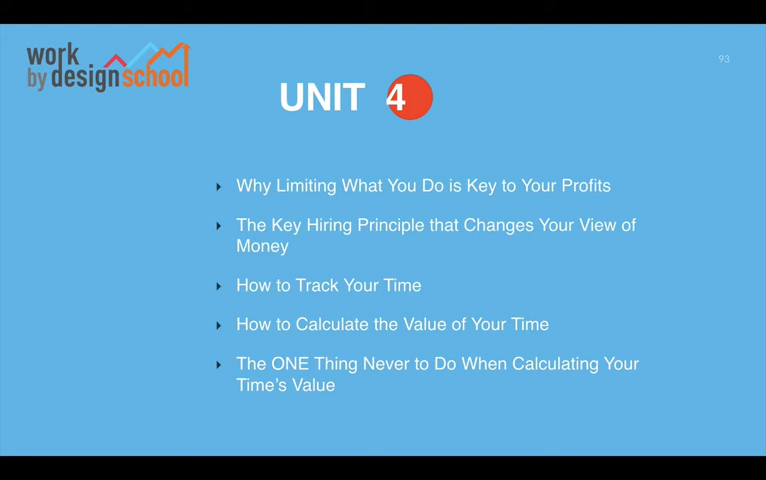 work
by design school
93
UNIT 4
Why Limiting What You Do is Key to Your Profits
The Key Hiring Principle that Changes Your View of
Money
How to Track Your Time
How to Calculate the Value of Your Time
The ONE Thing Never to Do When Calculating Your
Time's Value